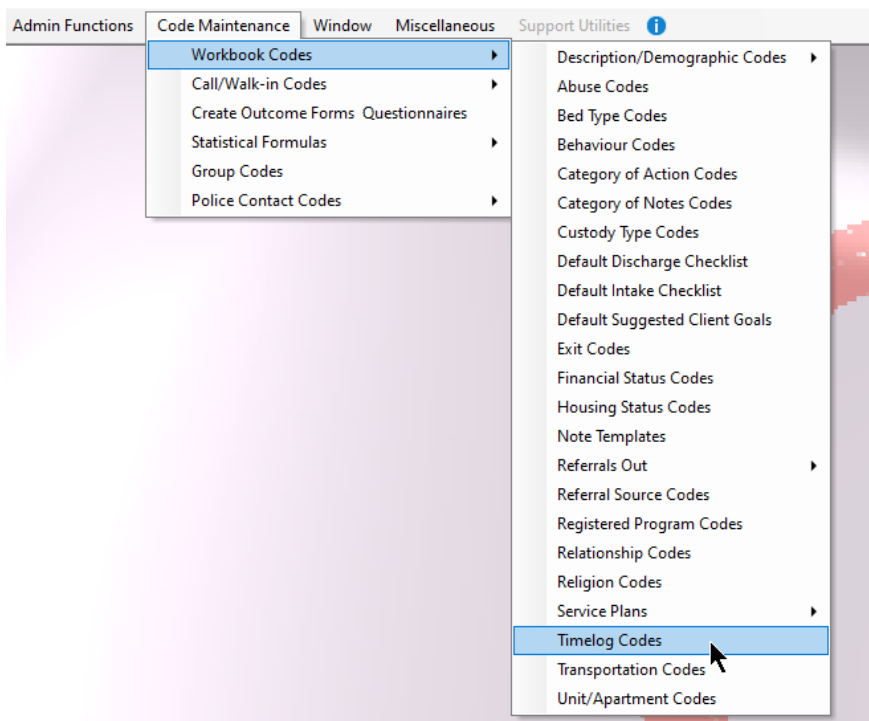 Admin Functions Code Maintenance Window Miscellaneous Support Utilities i
Workbook Codes
Call/Walk-in Codes
Create Outcome Forms  Questionnaires
Statistical Formulas
Group Codes
Police Contact Codes
Description/Demographic Codes
Abuse Codes
Bed Type Codes
Behaviour Codes
Category of Action Codes
Category of Notes Codes
Custody Type Codes
Default Discharge Checklist
Default Intake Checklist
Default Suggested Client Goals
Exit Codes
Financial Status Codes
Housing Status Codes
Note Templates
Referrals Out
Referral Source Codes
Registered Program Codes
Relationship Codes
Religion Codes
Service Plans
Timelog Codes
Transportation Codes
Unit/Apartment Codes